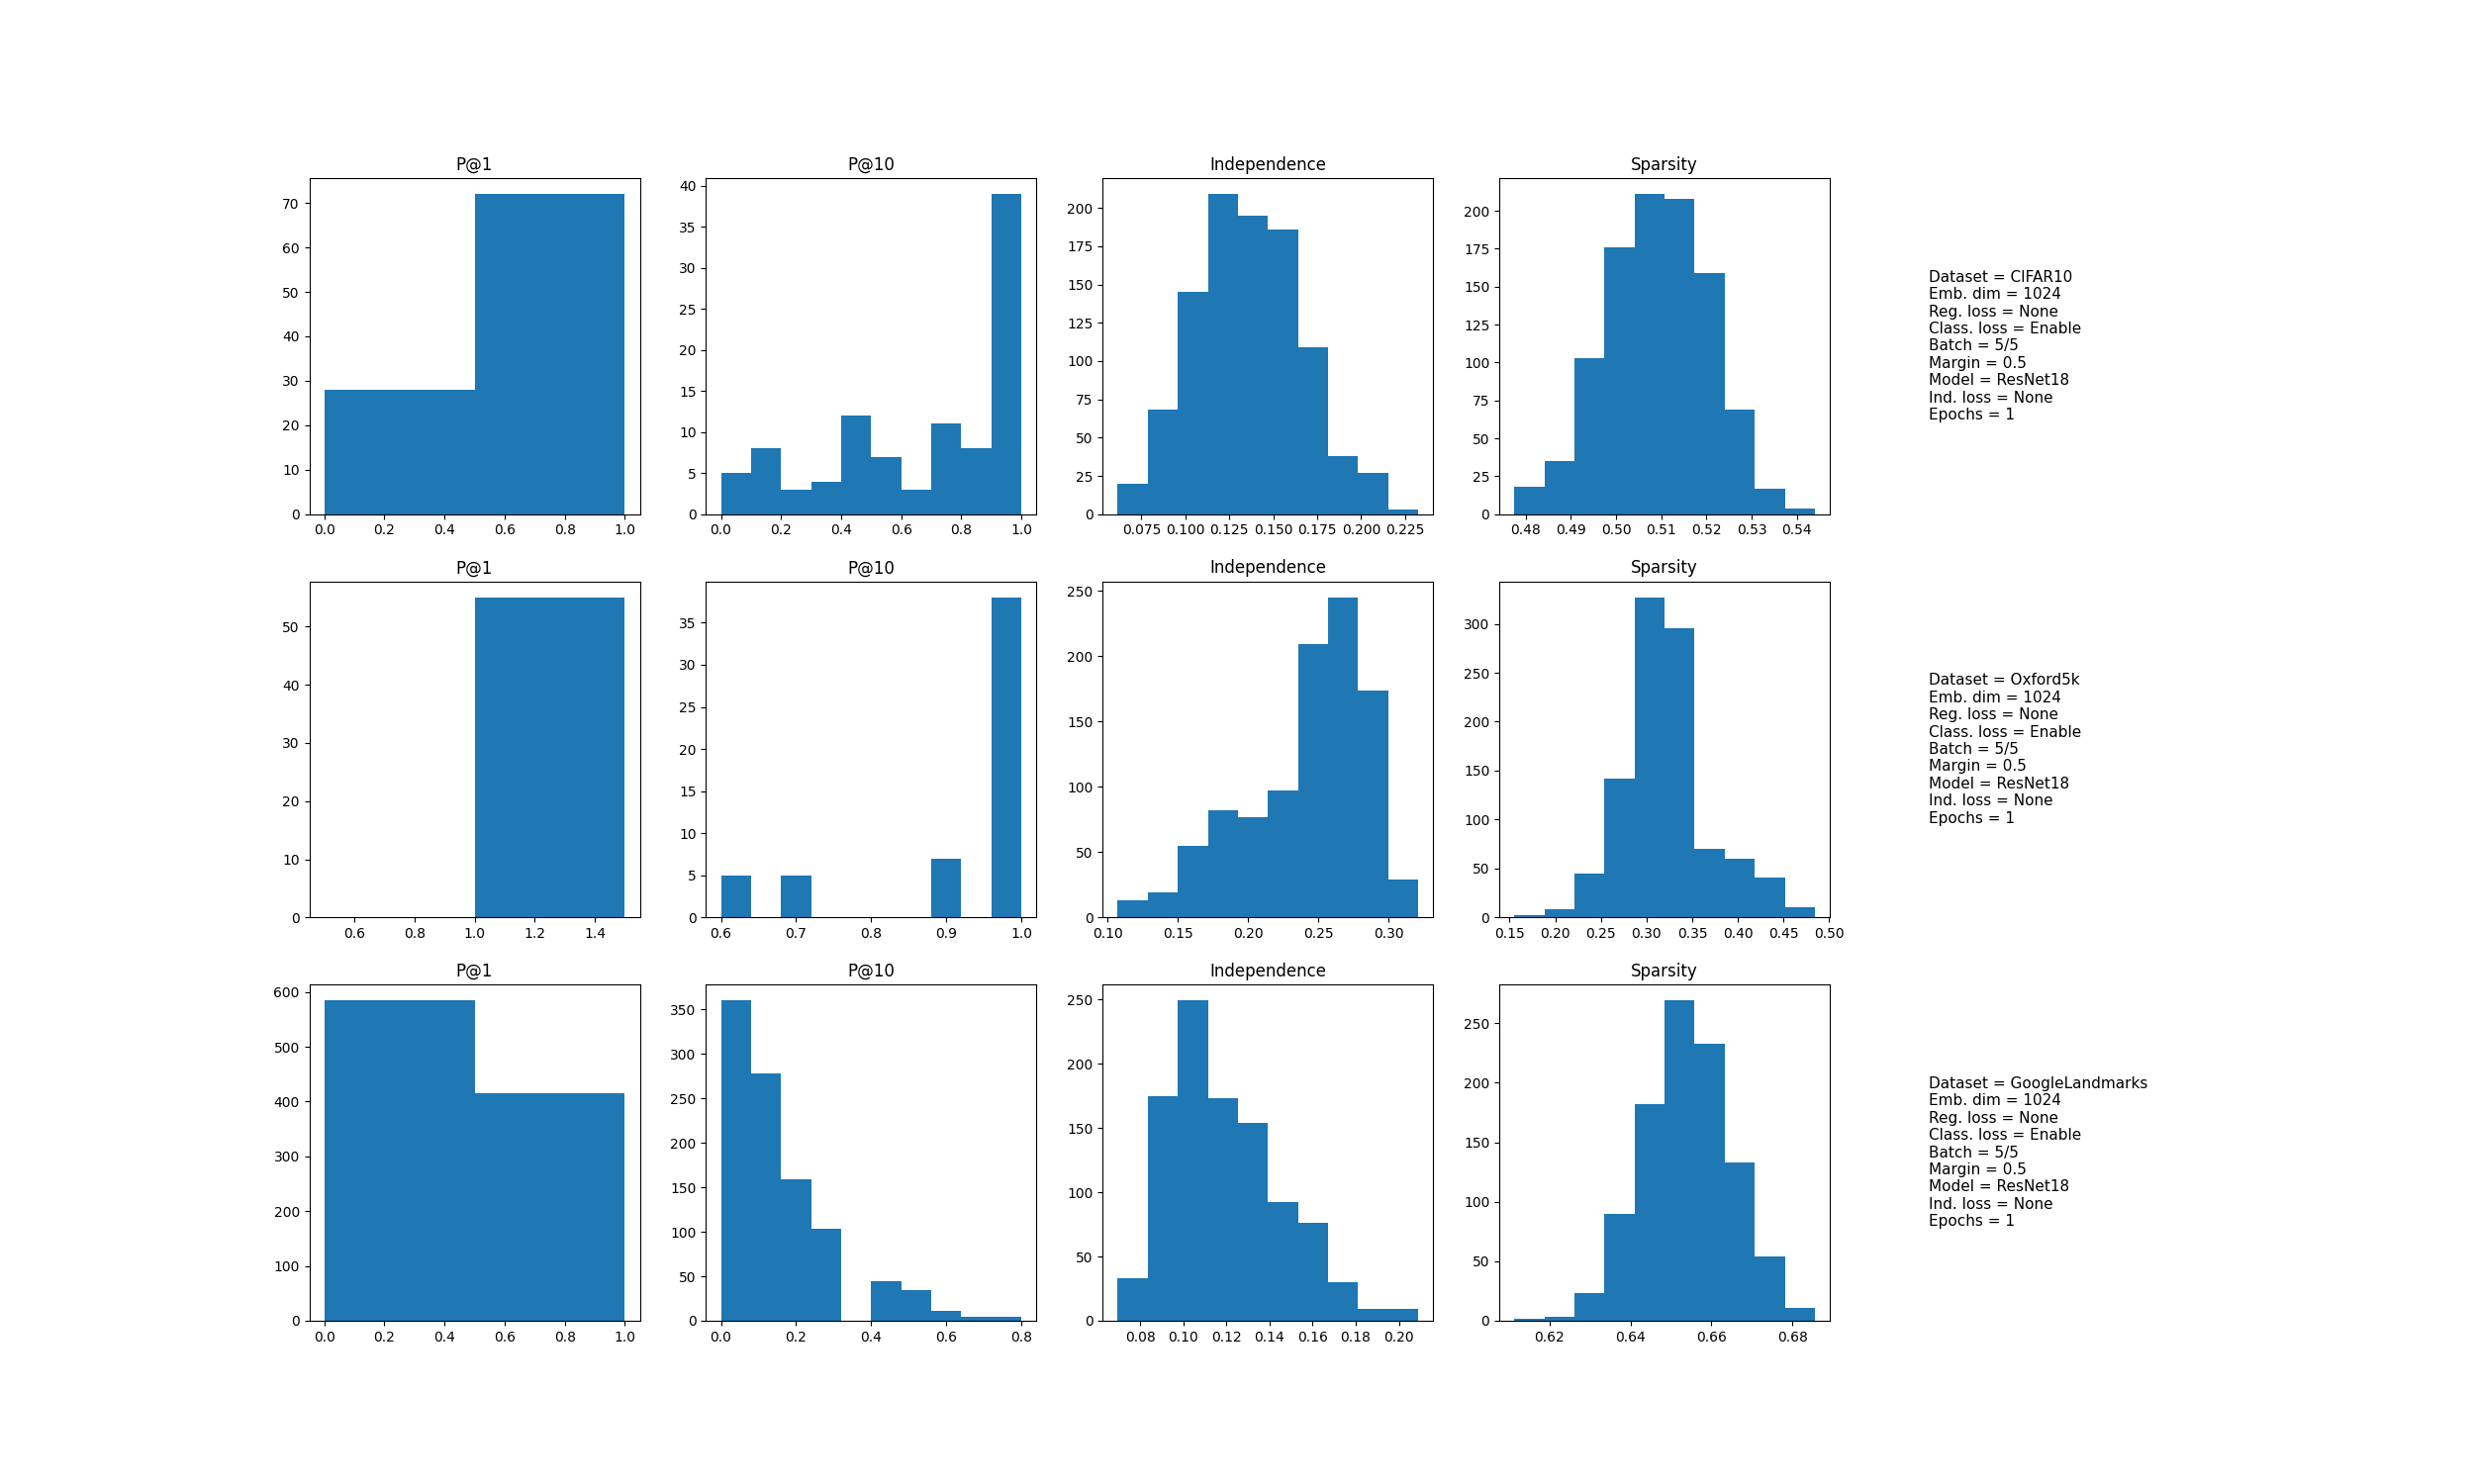 P@1
P@10
Independence
Sparsity
70
60
50
40
30
20
10
0
0.0 0.2 0.4 0.6 0.8 1.0
40
35
30
25
20
15
10
5
0
0.0 0.2 0.4 0.6 0.8 1.0
200
175
150
125
100
75
50
25
0
0.075 0.100 0.125 0.150 0.175 0.200 0.225
200
175
150
125
100
75
50
25
0
0.48 0.49 0.50 0.51 0.52 0.53 0.54
Dataset = CIFAR10
Emb. dim = 1024
Reg. loss = None
Class. loss = Enable
Batch = 5/5
Margin = 0.5
Model = ResNet18
Ind. loss = None
Epochs = 1
P@1
P@10
Independence
Sparsity
50
40
30
20
10
0
0.6 0.8 1.0 1.2 1.4
35
30
25
20
15
10
5
0
0.6 0.7 0.8 0.9 1.0
250
200
150
100
50
0
0.10 0.15 0.20 0.25 0.30
300
250
200
150
100
50
0
0.15 0.20 0.25 0.30 0.35 0.40 0.45 0.50
Dataset = Oxford5k
Emb. dim = 1024
Reg. loss = None
Class. loss = Enable
Batch = 5/5
Margin = 0.5
Model = ResNet18
Ind. loss = None
Epochs = 1
P@1
P@10
Independence
Sparsity
600
500
400
300
200
100
0
0.0 0.2 0.4 0.6 0.8 1.0
350
300
250
200
150
100
50
0
0.0 0.2 0.4 0.6 0.8
250
200
150
100
50
0
0.08 0.10 0.12 0.14 0.16 0.18 0.20
250
200
150
100
50
0
0.62 0.64 0.66 0.68
Dataset = GoogleLandmarks
Emb. dim = 1024
Reg. loss = None
Class. loss = Enable
Batch = 5/5
Margin = 0.5
Model = ResNet18
Ind. loss = None
Epochs = 1